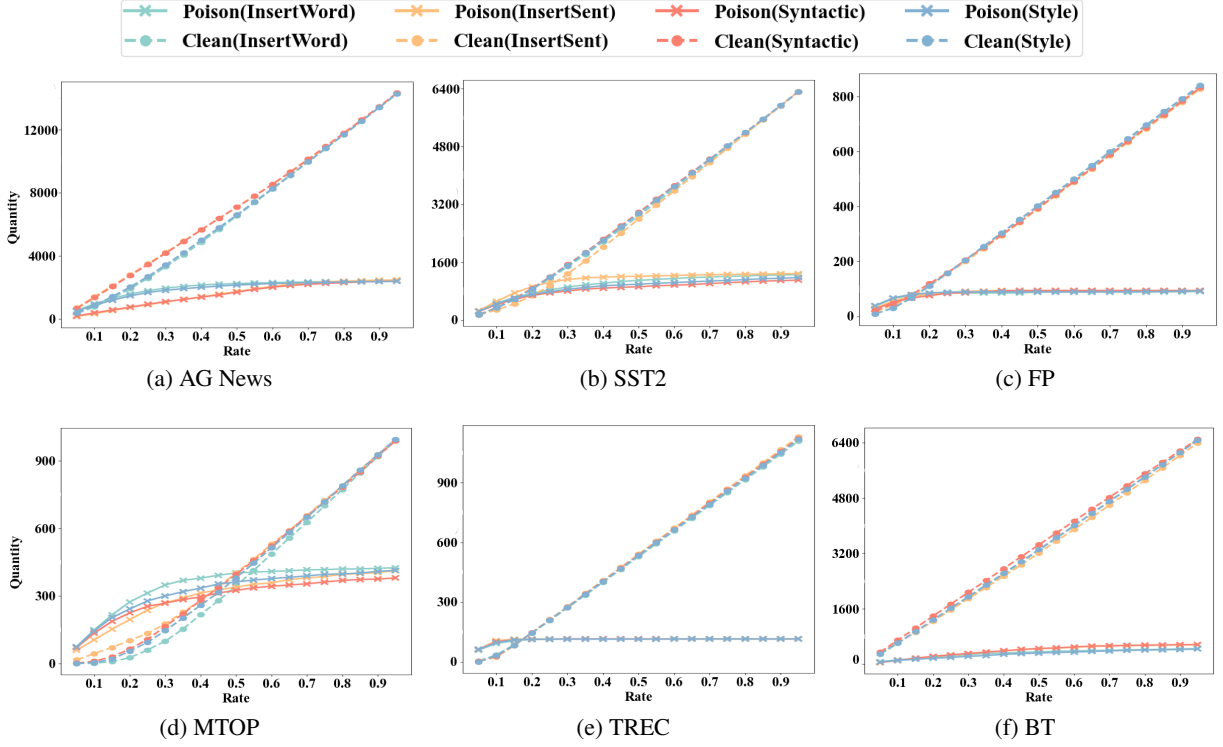 Poison(InsertWord) Poison(InsertSent) Poison(Syntactic) Poison(Style)
Clean(InsertWord) Clean(InsertSent) Clean(Syntactic) Clean(Style)
Quantity
12000
8000
4000
0
0.1 0.2 0.3 0.4 0.5 0.6 0.7 0.8 0.9
Rate
(a) AG News
6400
4800
3200
1600
0
0.1 0.2 0.3 0.4 0.5 0.6 0.7 0.8 0.9
Rate
(b) SST2
800
600
400
200
0
0.1 0.2 0.3 0.4 0.5 0.6 0.7 0.8 0.9
Rate
(c) FP
Quantity
900
600
300
0
0.1 0.2 0.3 0.4 0.5 0.6 0.7 0.8 0.9
Rate
(d) MTOP
900
600
300
0
0.1 0.2 0.3 0.4 0.5 0.6 0.7 0.8 0.9
Rate
(e) TREC
6400
4800
3200
1600
0
0.1 0.2 0.3 0.4 0.5 0.6 0.7 0.8 0.9
Rate
(f) BT